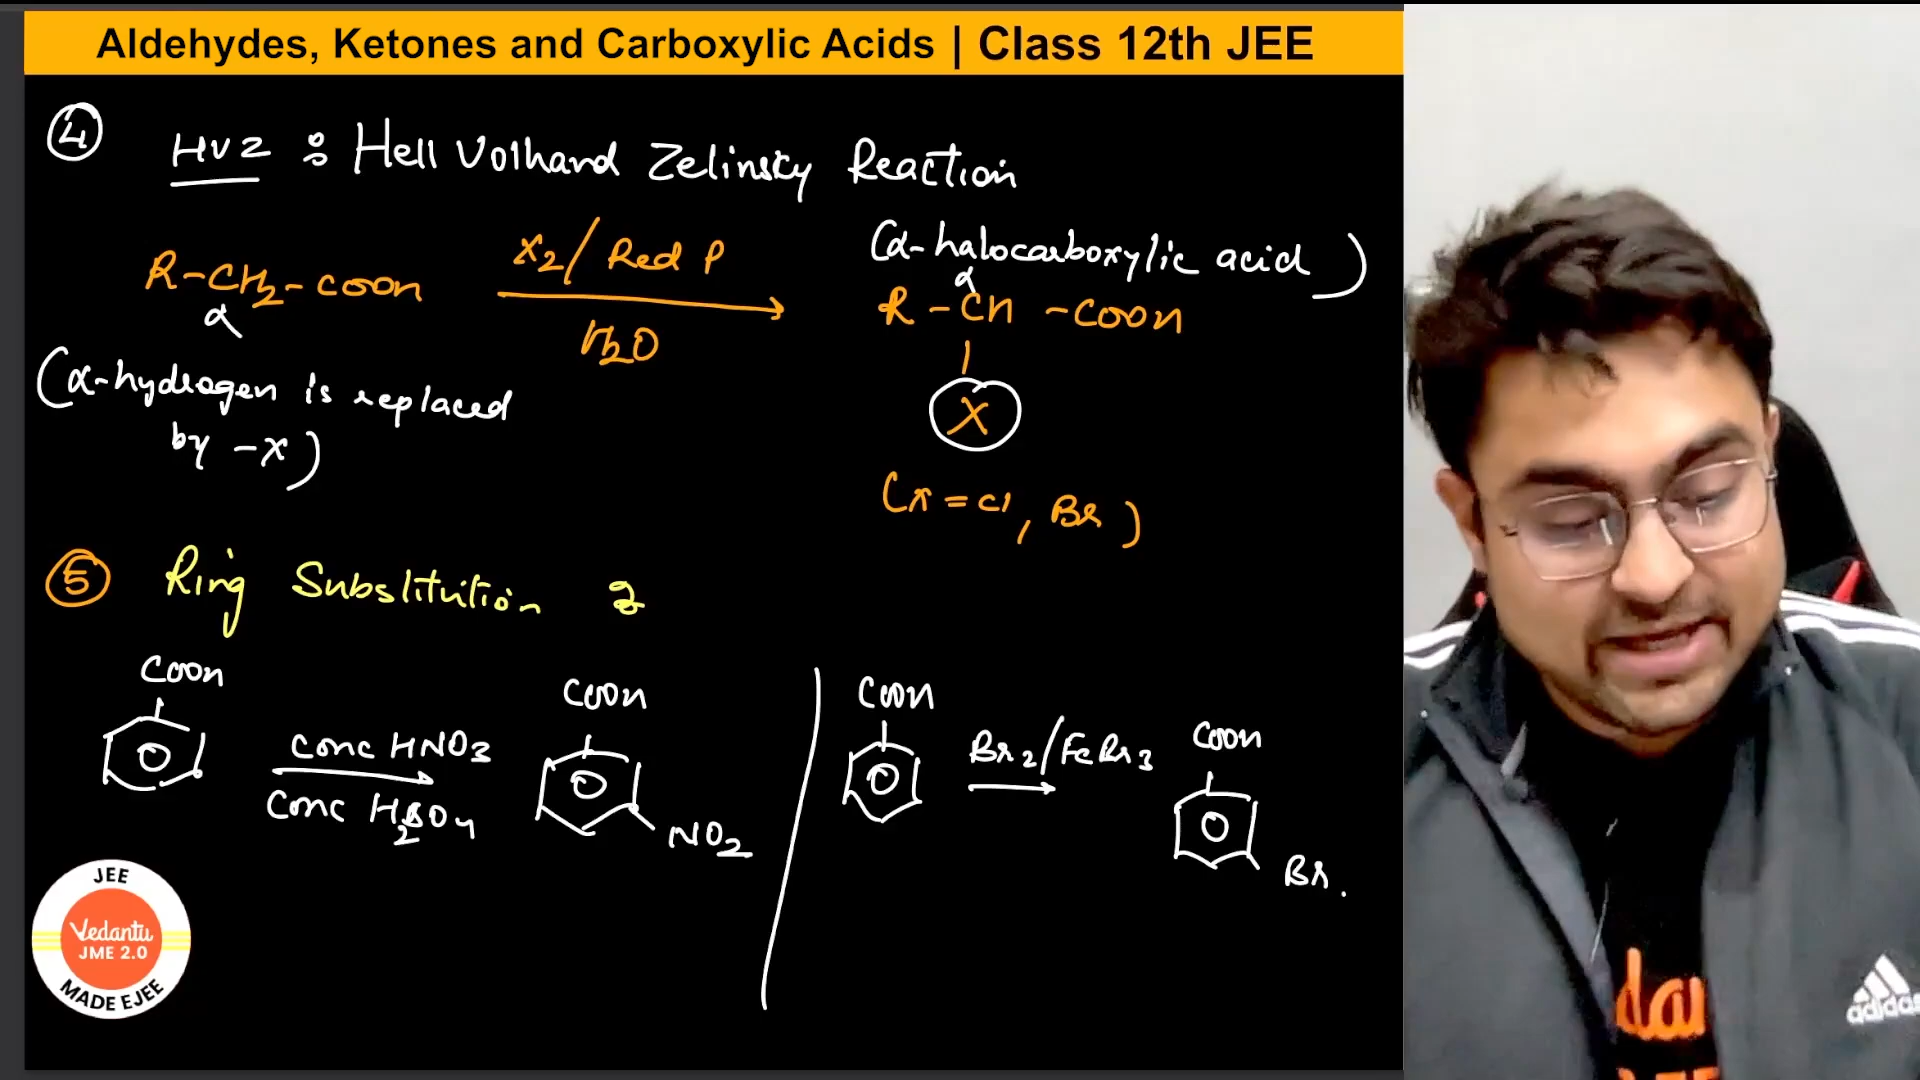 Aldehydes, Ketones and Carboxylic Acids | Class 12th JEE
④ HVZ : Hell Volhard Zelinsky Reaction
(α-halocarboxylic acid)
R-CH2-COOH X2/Red P R-CH-COOH
α H2O α
(α-hydrogen is replaced
by -X)
X
(X=Cl, Br)
⑤ Ring Substitution :
COOH COOH COOH COOH
Conc HNO3
Conc H2SO4
NO2
Br2/FeBr3
Br.
JEE
Vedantu
JME 2.0
MADE EJEE
adidas